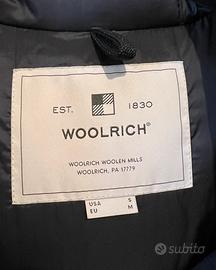 EST. 1830
WOOLRICH®
WOOLRICH WOOLEN MILLS
WOOLRICH, PA 17779
USA S
EU M
subito